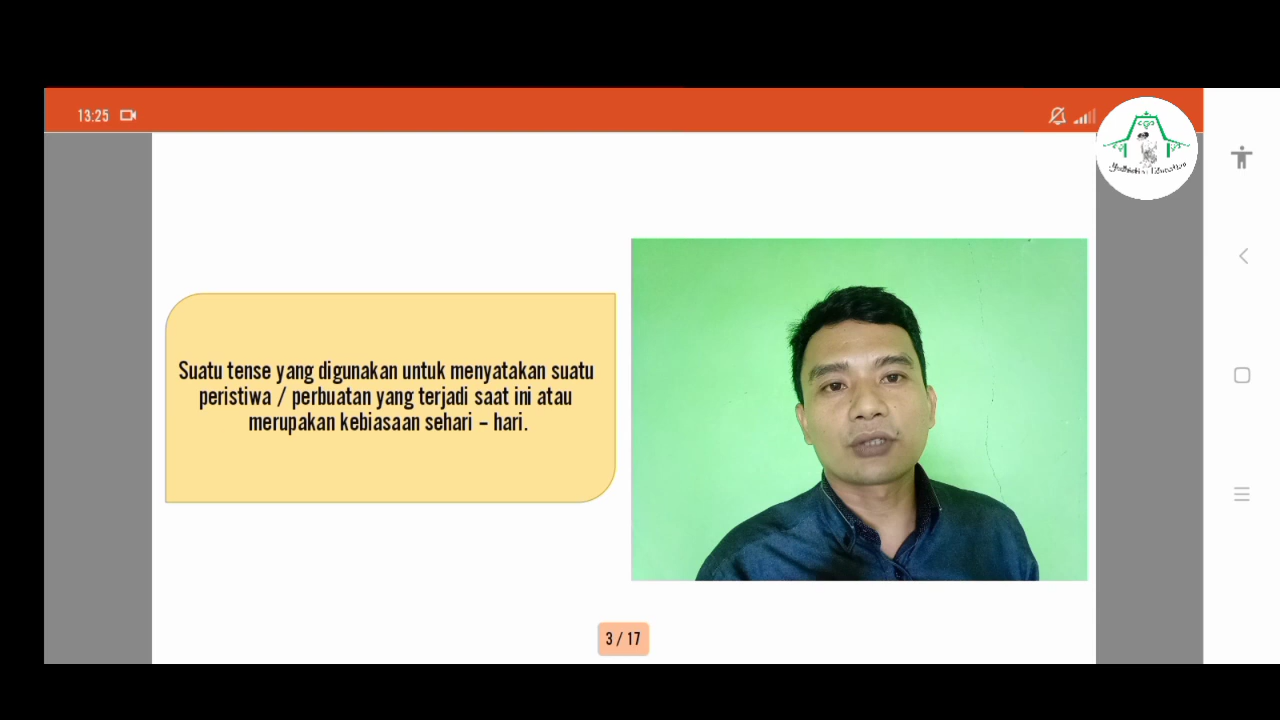 13:25
Suatu tense yang digunakan untuk menyatakan suatu
peristiwa / perbuatan yang terjadi saat ini atau
merupakan kebiasaan sehari – hari.
3 / 17